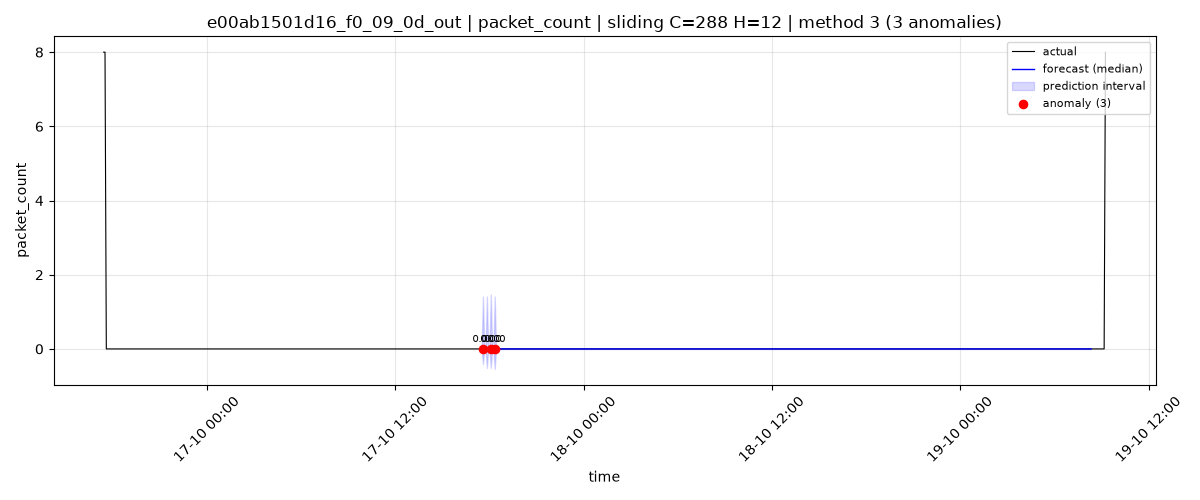 e00ab1501d16_f0_09_0d_out | packet_count | sliding C=288 H=12 | method 3 (3 anomalies)
actual
forecast (median)
prediction interval
anomaly (3)
packet_count
8
6
4
2
0
17-10 00:00
17-10 12:00
18-10 00:00
18-10 12:00
19-10 00:00
19-10 12:00
time